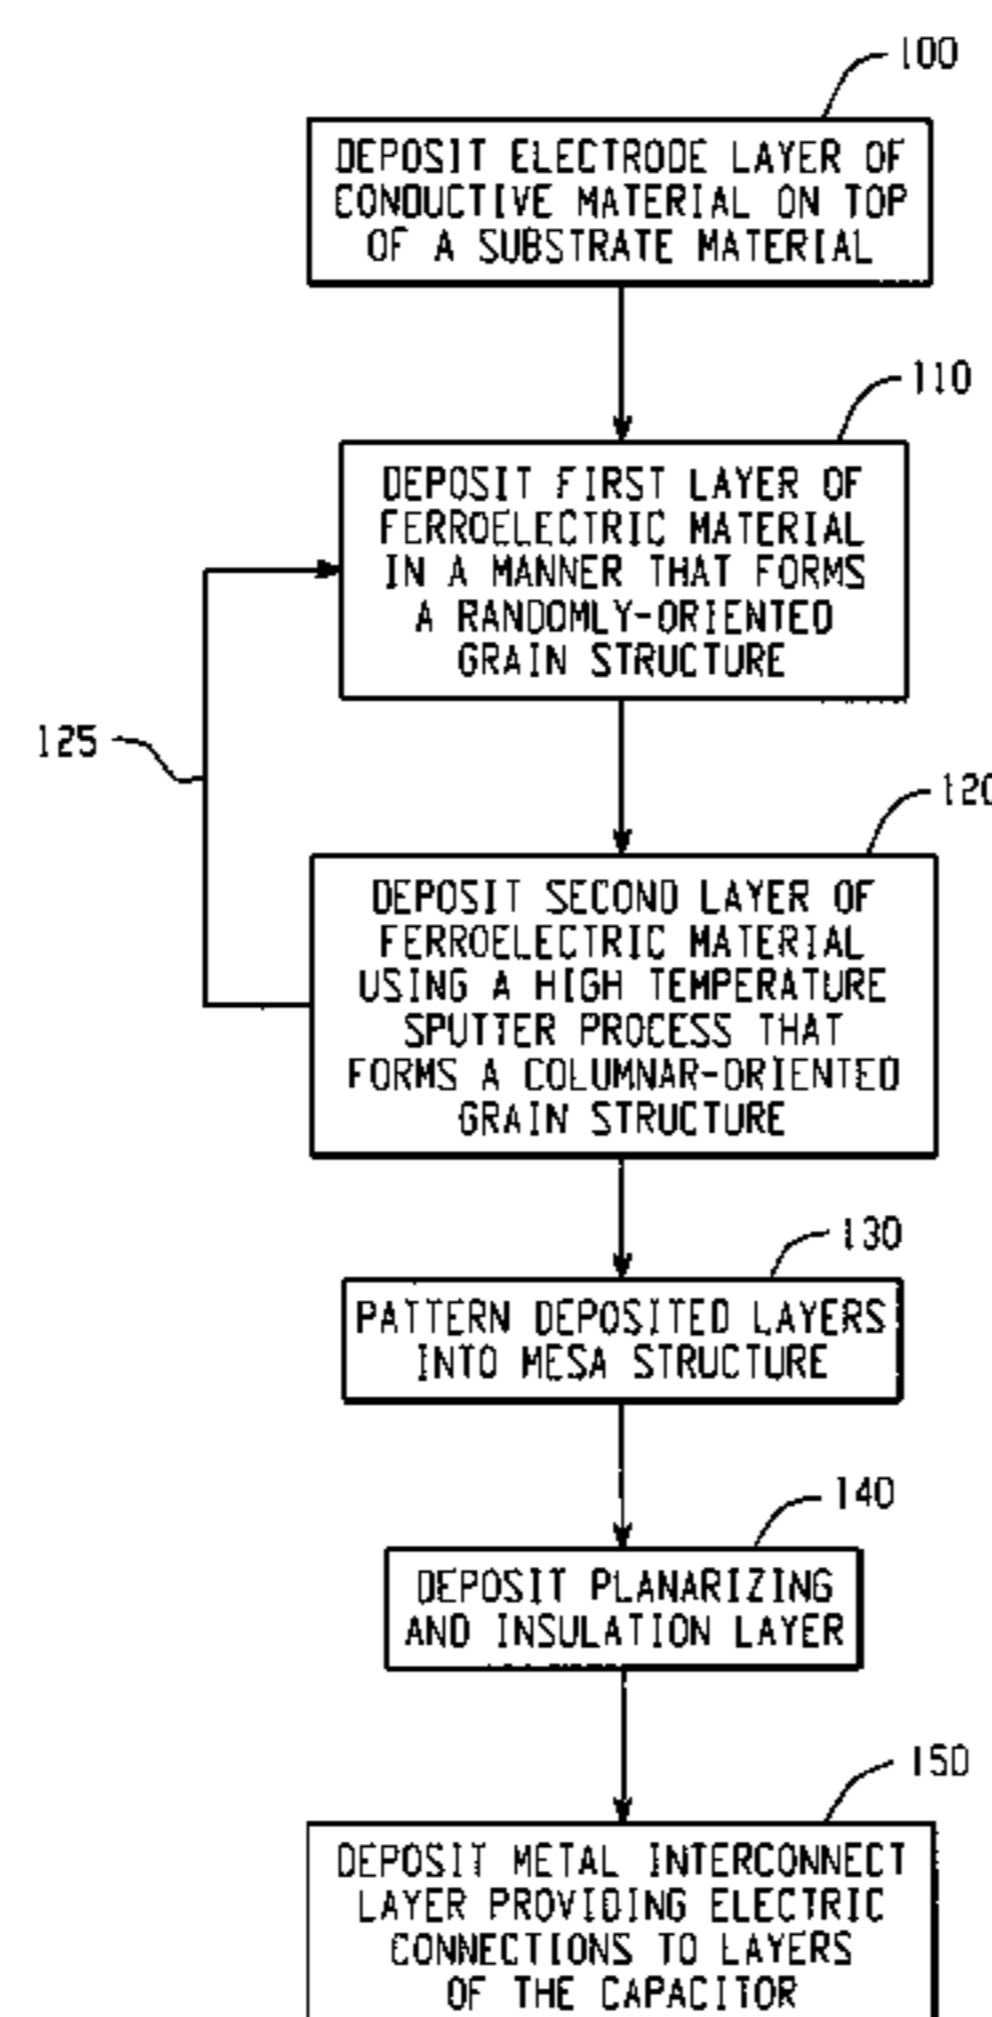 100
DEPOSIT ELECTRODE LAYER OF
CONDUCTIVE MATERIAL ON TOP
OF A SUBSTRATE MATERIAL
110
DEPOSIT FIRST LAYER OF
FERROELECTRIC MATERIAL
IN A MANNER THAT FORMS
A RANDOMLY-ORIENTED
GRAIN STRUCTURE
125
120
DEPOSIT SECOND LAYER OF
FERROELECTRIC MATERIAL
USING A HIGH TEMPERATURE
SPUTTER PROCESS THAT
FORMS A COLUMNAR-ORIENTED
GRAIN STRUCTURE
130
PATTERN DEPOSITED LAYERS
INTO MESA STRUCTURE
140
DEPOSIT PLANARIZING
AND INSULATION LAYER
150
DEPOSIT METAL INTERCONNECT
LAYER PROVIDING ELECTRIC
CONNECTIONS TO LAYERS
OF THE CAPACITOR